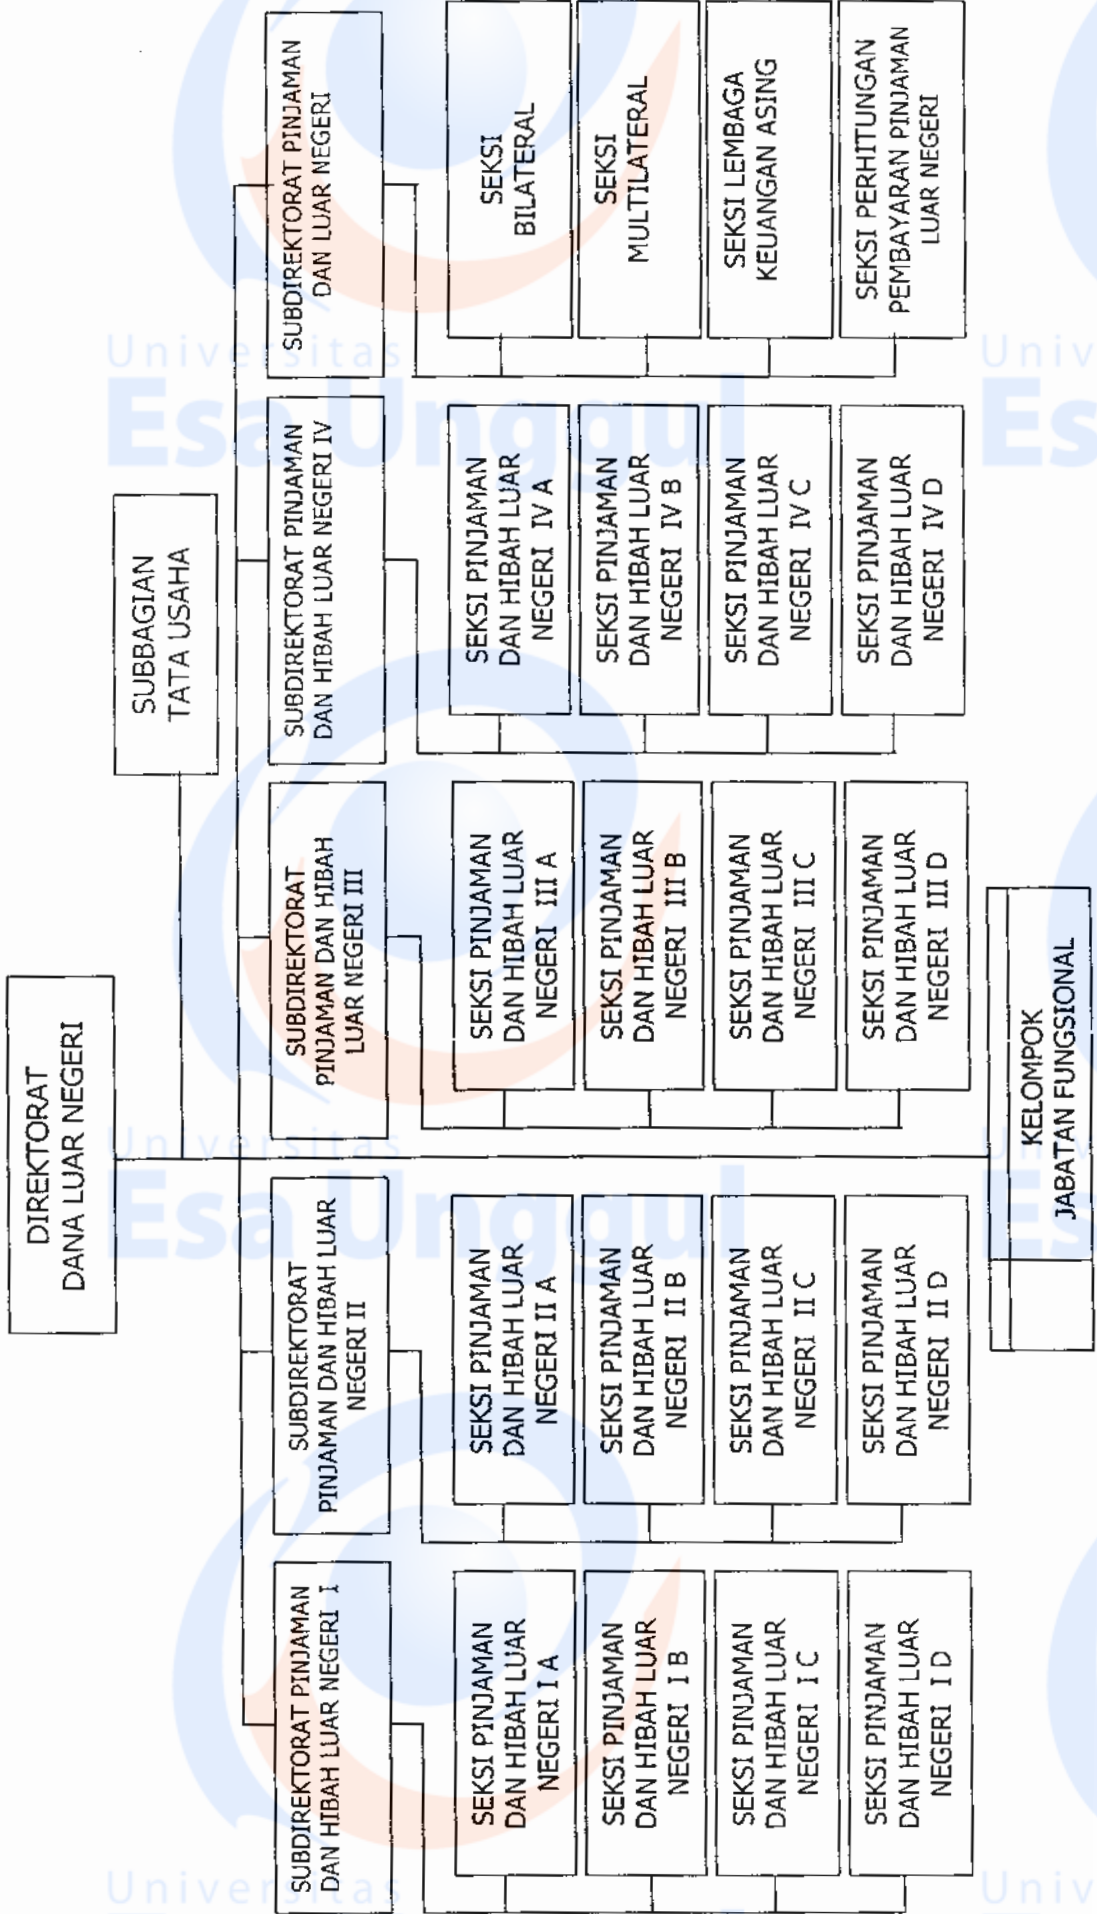 DIREKTORAT
DANA LUAR NEGERI
SUBBAGIAN
TATA USAHA
SUBDIREKTORAT PINJAMAN
DAN HIBAH LUAR NEGERI I
SUBDIREKTORAT
PINJAMAN DAN HIBAH LUAR
NEGERI II
SUBDIREKTORAT
PINJAMAN DAN HIBAH
LUAR NEGERI III
SUBDIREKTORAT PINJAMAN
DAN HIBAH LUAR NEGERI IV
SUBDIREKTORAT PINJAMAN
DAN LUAR NEGERI
SEKSI PINJAMAN
DAN HIBAH LUAR
NEGERI I A
SEKSI PINJAMAN
DAN HIBAH LUAR
NEGERI I B
SEKSI PINJAMAN
DAN HIBAH LUAR
NEGERI I C
SEKSI PINJAMAN
DAN HIBAH LUAR
NEGERI I D
SEKSI PINJAMAN
DAN HIBAH LUAR
NEGERI II A
SEKSI PINJAMAN
DAN HIBAH LUAR
NEGERI II B
SEKSI PINJAMAN
DAN HIBAH LUAR
NEGERI II C
SEKSI PINJAMAN
DAN HIBAH LUAR
NEGERI II D
SEKSI PINJAMAN
DAN HIBAH LUAR
NEGERI III A
SEKSI PINJAMAN
DAN HIBAH LUAR
NEGERI III B
SEKSI PINJAMAN
DAN HIBAH LUAR
NEGERI III C
SEKSI PINJAMAN
DAN HIBAH LUAR
NEGERI III D
SEKSI PINJAMAN
DAN HIBAH LUAR
NEGERI IV A
SEKSI PINJAMAN
DAN HIBAH LUAR
NEGERI IV B
SEKSI PINJAMAN
DAN HIBAH LUAR
NEGERI IV C
SEKSI PINJAMAN
DAN HIBAH LUAR
NEGERI IV D
SEKSI
BILATERAL
SEKSI
MULTILATERAL
SEKSI LEMBAGA
KEUANGAN ASING
SEKSI PERHITUNGAN
PEMBAYARAN PINJAMAN
LUAR NEGERI
KELOMPOK
JABATAN FUNGSIONAL
Universitas
Esa Unggul
Univ
Es
Universitas
Esa Unggul
Univ
Es
Universitas
Univ